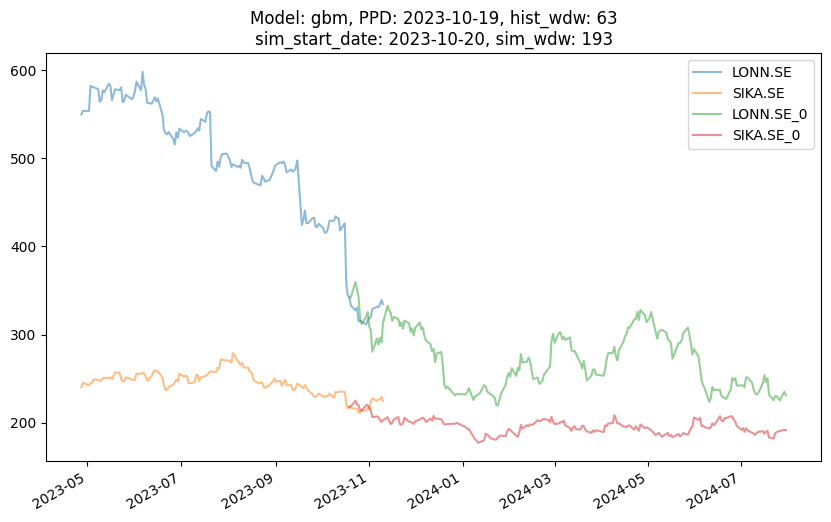 Model: gbm, PPD: 2023-10-19, hist_wdw: 63
sim_start_date: 2023-10-20, sim_wdw: 193
LONN.SE
SIKA.SE
LONN.SE_0
SIKA.SE_0
600
500
400
300
200
2023-05
2023-07
2023-09
2023-11
2024-01
2024-03
2024-05
2024-07